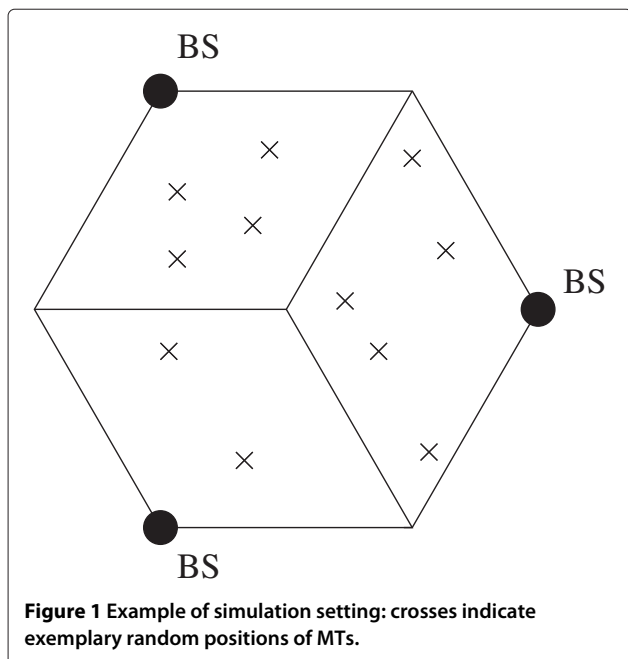 BS
BS
BS
Figure 1 Example of simulation setting: crosses indicate
exemplary random positions of MTs.